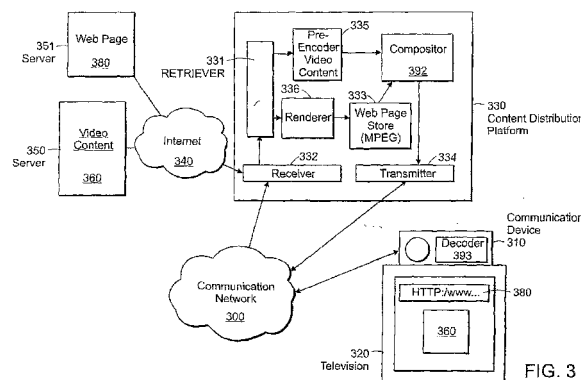 351
Server
Web Page
380
350
Server
Video
Content
360
Internet
340
331
RETRIEVER
335
Pre-
Encoder
Video
Content
336
Renderer
333
Web Page
Store
(MPEG)
Compositor
392
330
Content Distribution
Platform
332
Receiver
334
Transmitter
Communication
Network
300
Communication
Device
310
Decoder
393
HTTP:/www...
380
360
320
Television
FIG. 3